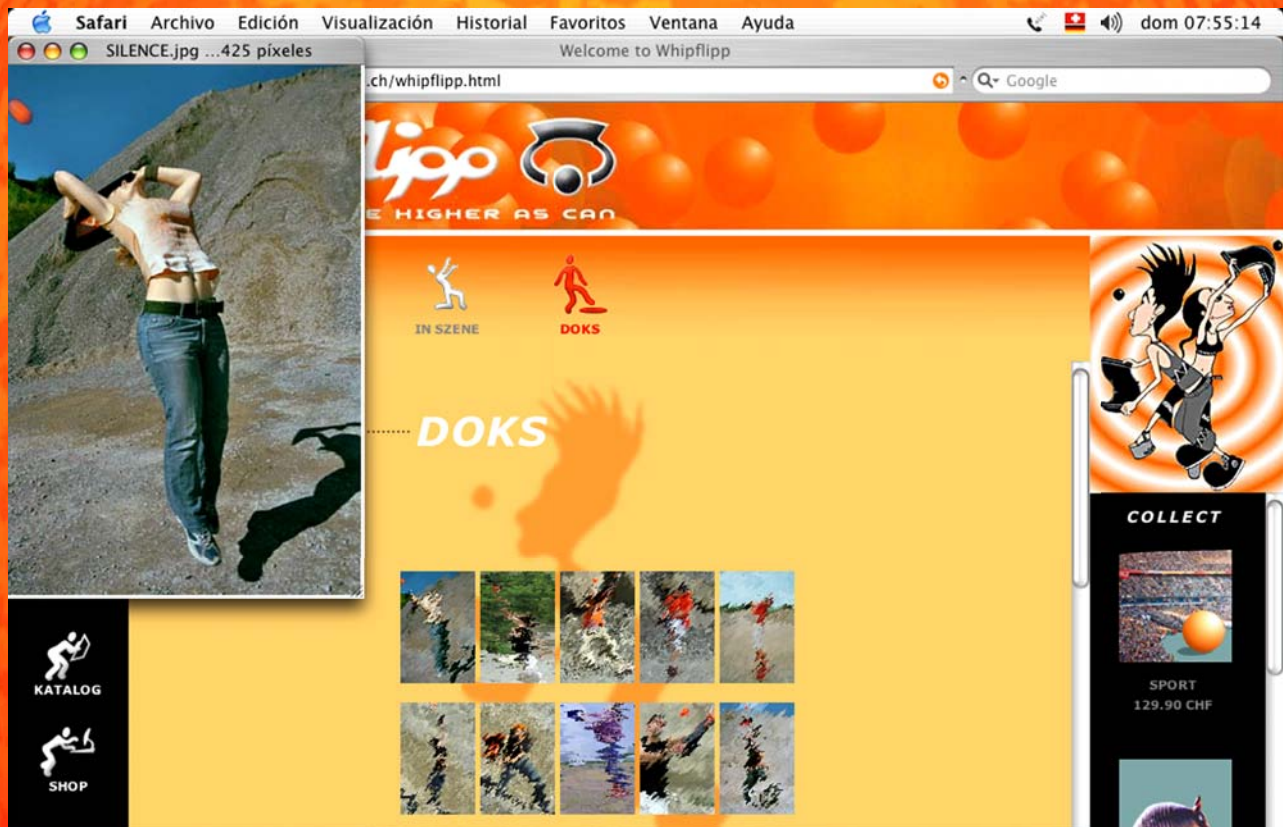 Safari Archivo Edición Visualización Historial Favoritos Ventana Ayuda dom 07:55:14
SILENCE.jpg ...425 píxeles
Welcome to Whipflipp
.ch/whipflipp.html
Google
flipp
HIGHER AS CAN
IN SZENE
DOKS
DOKS
COLLECT
SPORT
129.90 CHF
KATALOG
SHOP